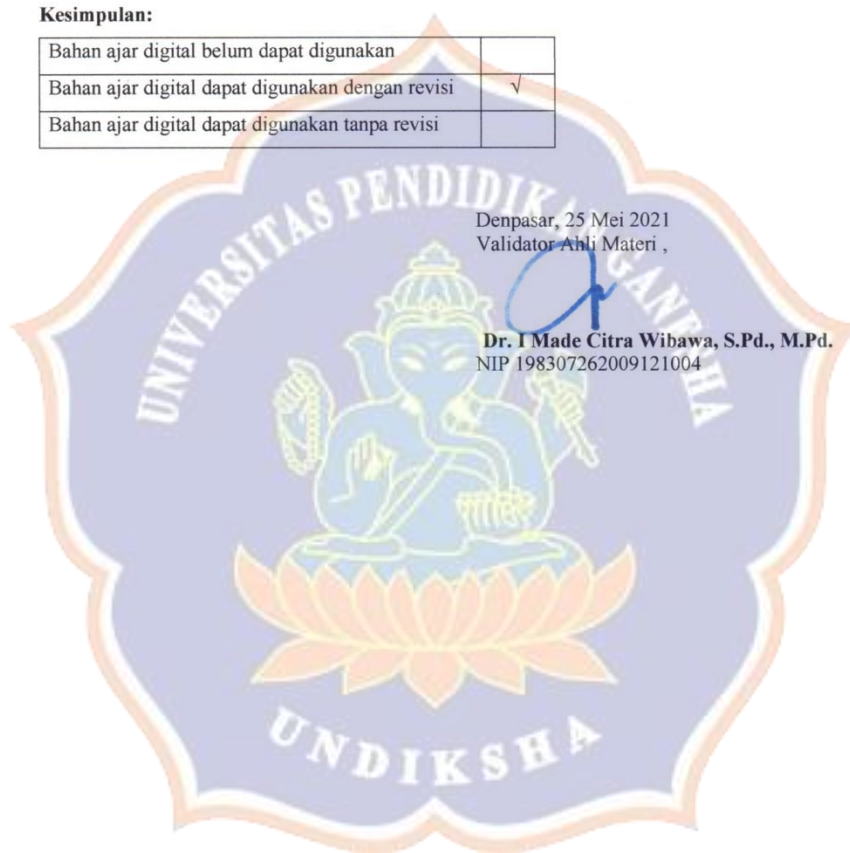 Kesimpulan:
Bahan ajar digital belum dapat digunakan
Bahan ajar digital dapat digunakan dengan revisi √
Bahan ajar digital dapat digunakan tanpa revisi
UNIVERSITAS PENDIDIKAN GANESHA
Denpasar, 25 Mei 2021
Validator Ahli Materi ,
Dr. I Made Citra Wibawa, S.Pd., M.Pd.
NIP 198307262009121004
UNDIKSHA